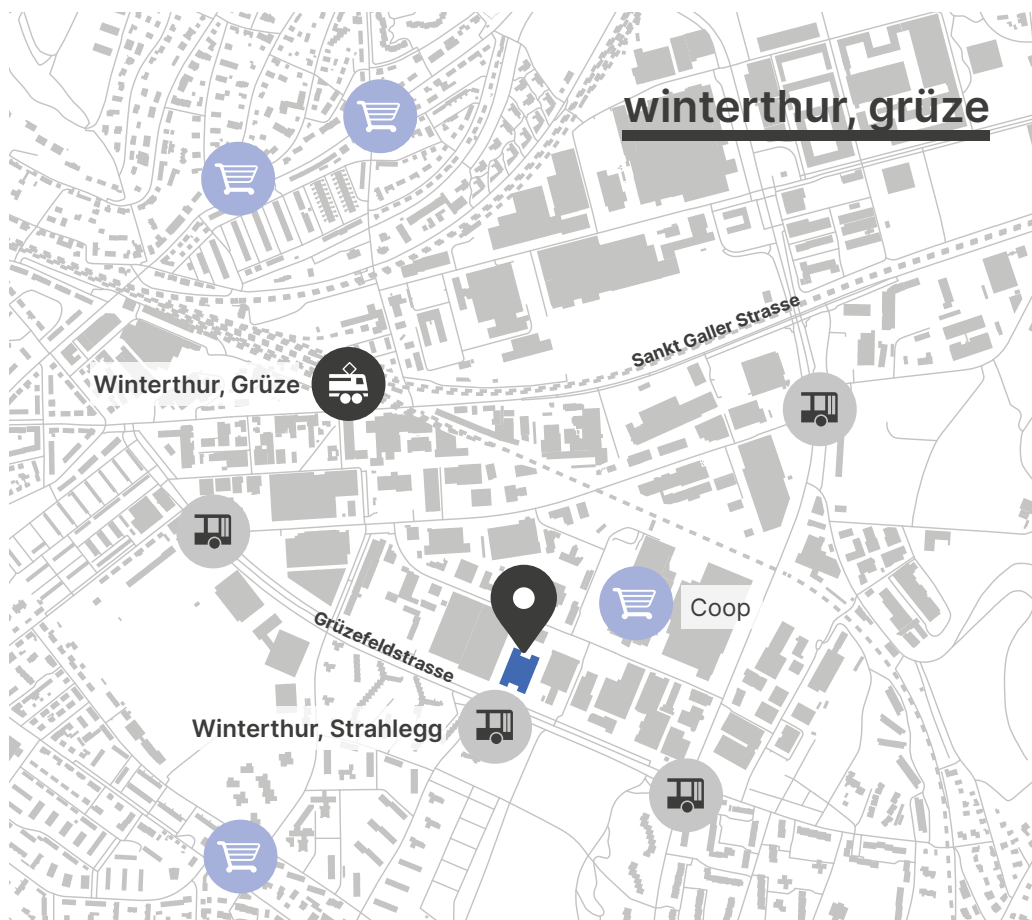 winterthur, grüze
Sankt Galler Strasse
Winterthur, Grüze
Coop
Grüzefeldstrasse
Winterthur, Strahlegg